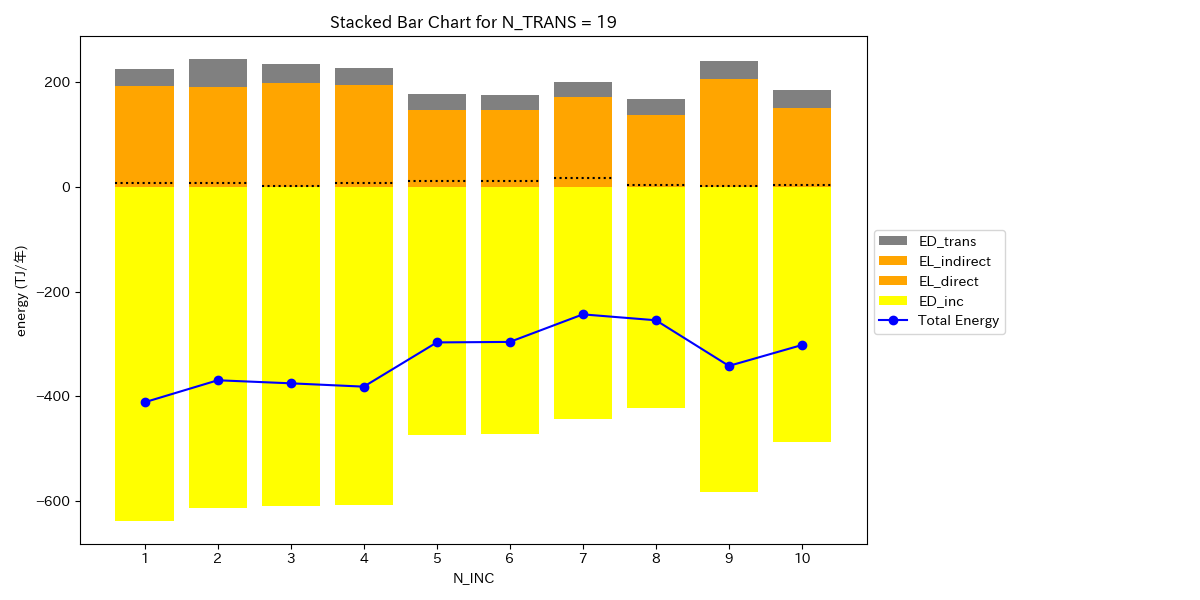 Stacked Bar Chart for N_TRANS = 19
energy (TJ/年)
200
0
−200
−400
−600
1 2 3 4 5 6 7 8 9 10
N_INC
ED_trans
EL_indirect
EL_direct
ED_inc
Total Energy